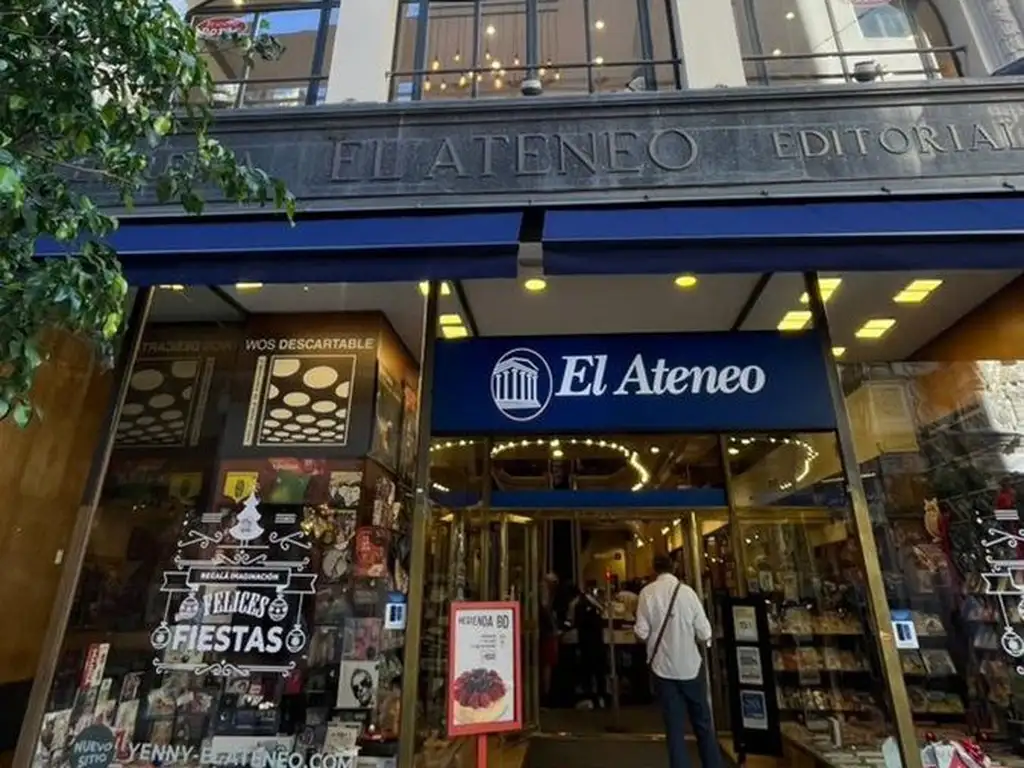 EL ATENEO EDITORIAL
WOS DESCARTABLE
El Ateneo
REGALÁ IMAGINACIÓN
FELICES
FIESTAS
MERIENDA BD
NUEVO
SITIO
YENNY-ELATENEO.COM